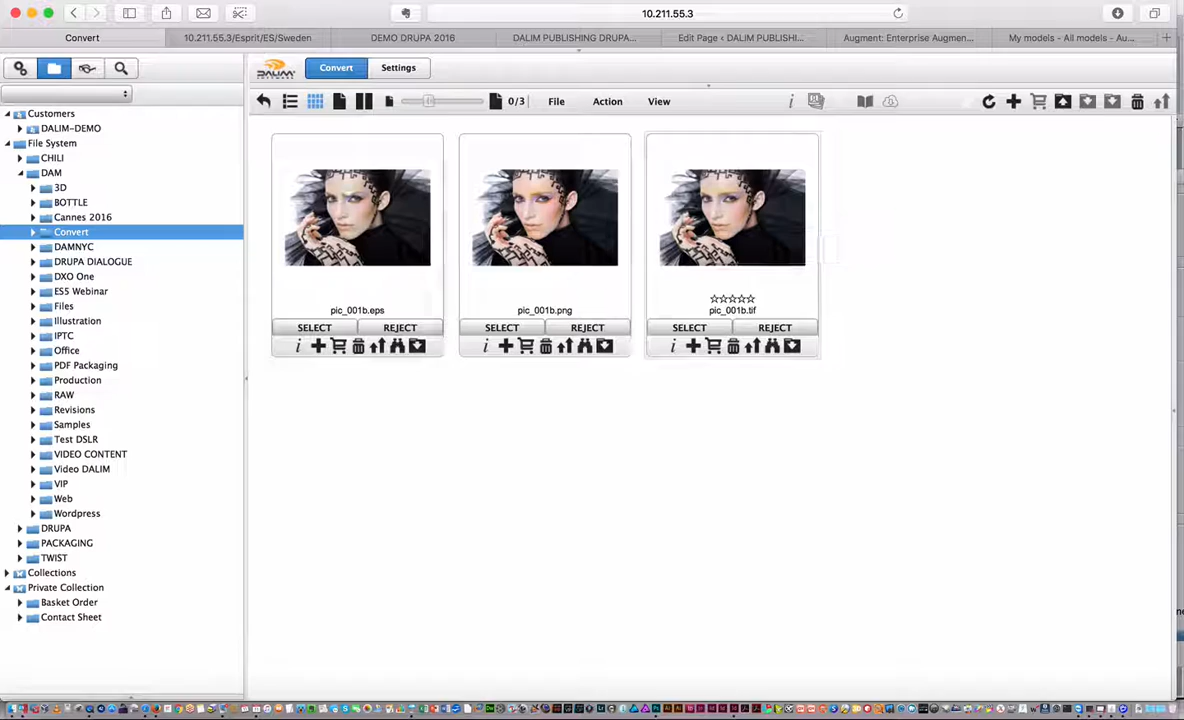 10.211.55.3
Convert
10.211.55.3/Esprit/ES/Sweden
DEMO DRUPA 2016
DALIM PUBLISHING DRUPA...
Edit Page ‹ DALIM PUBLISHI...
Augment: Enterprise Augmen...
My models - All models - Au...
DALIM
Convert
Settings
0/3
File
Action
View
Customers
DALIM-DEMO
File System
CHILI
DAM
3D
BOTTLE
Cannes 2016
Convert
DAMNYC
DRUPA DIALOGUE
DXO One
ES5 Webinar
Files
Illustration
IPTC
Office
PDF Packaging
Production
RAW
Revisions
Samples
Test DSLR
VIDEO CONTENT
Video DALIM
VIP
Web
Wordpress
DRUPA
PACKAGING
TWIST
Collections
Private Collection
Basket Order
Contact Sheet
pic_001b.eps
pic_001b.png
pic_001b.tif
SELECT
REJECT
SELECT
REJECT
SELECT
REJECT